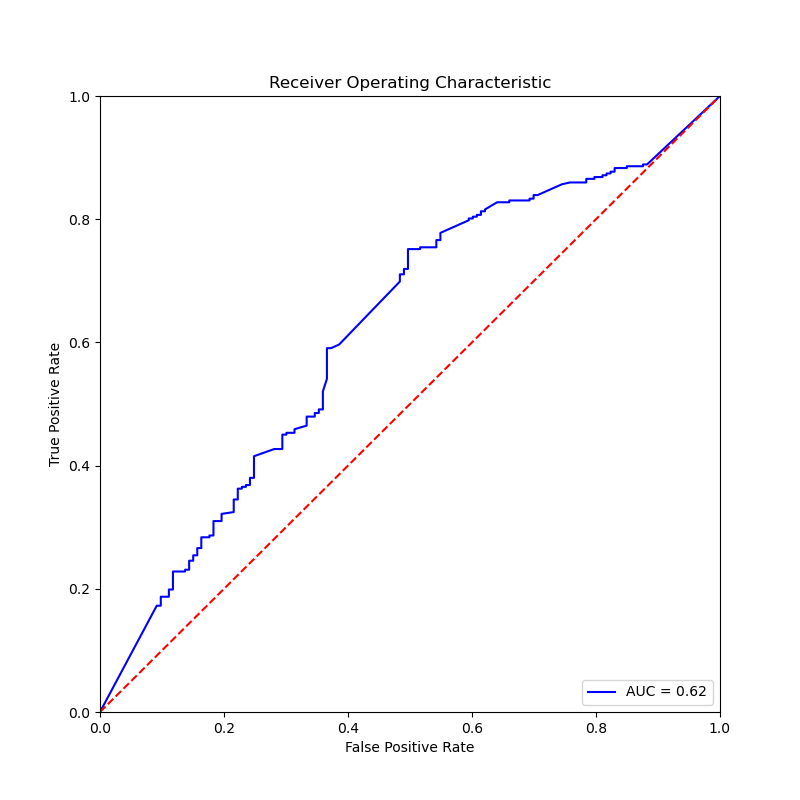 Receiver Operating Characteristic
1.0
0.8
0.6
0.4
0.2
0.0
True Positive Rate
AUC = 0.62
0.0 0.2 0.4 0.6 0.8 1.0
False Positive Rate